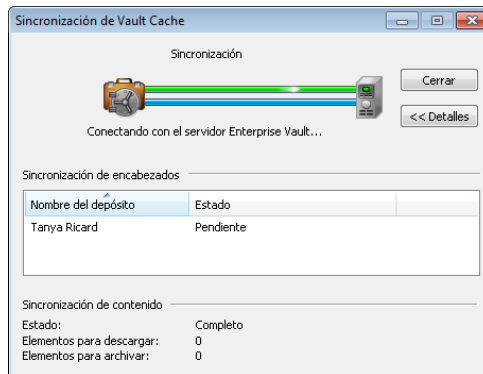 Sincronización de Vault Cache
Sincronización
Cerrar
<< Detalles
Conectando con el servidor Enterprise Vault...
Sincronización de encabezados
Nombre del depósito Estado
Tanya Ricard Pendiente
Sincronización de contenido
Estado: Completo
Elementos para descargar: 0
Elementos para archivar: 0